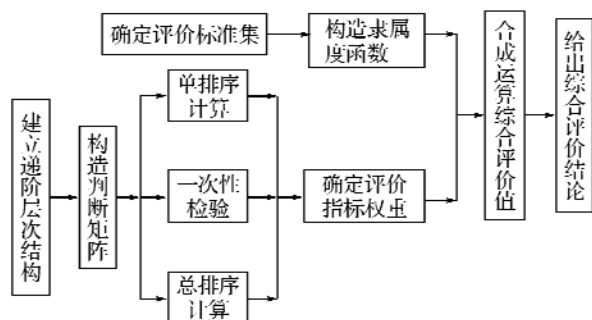 确定评价标准集
构造隶属
度函数
单排序
计算
一次性
检验
总排序
计算
建立递阶层次结构
构造判断矩阵
确定评价
指标权重
合成运算综合评价值
给出综合评价结论